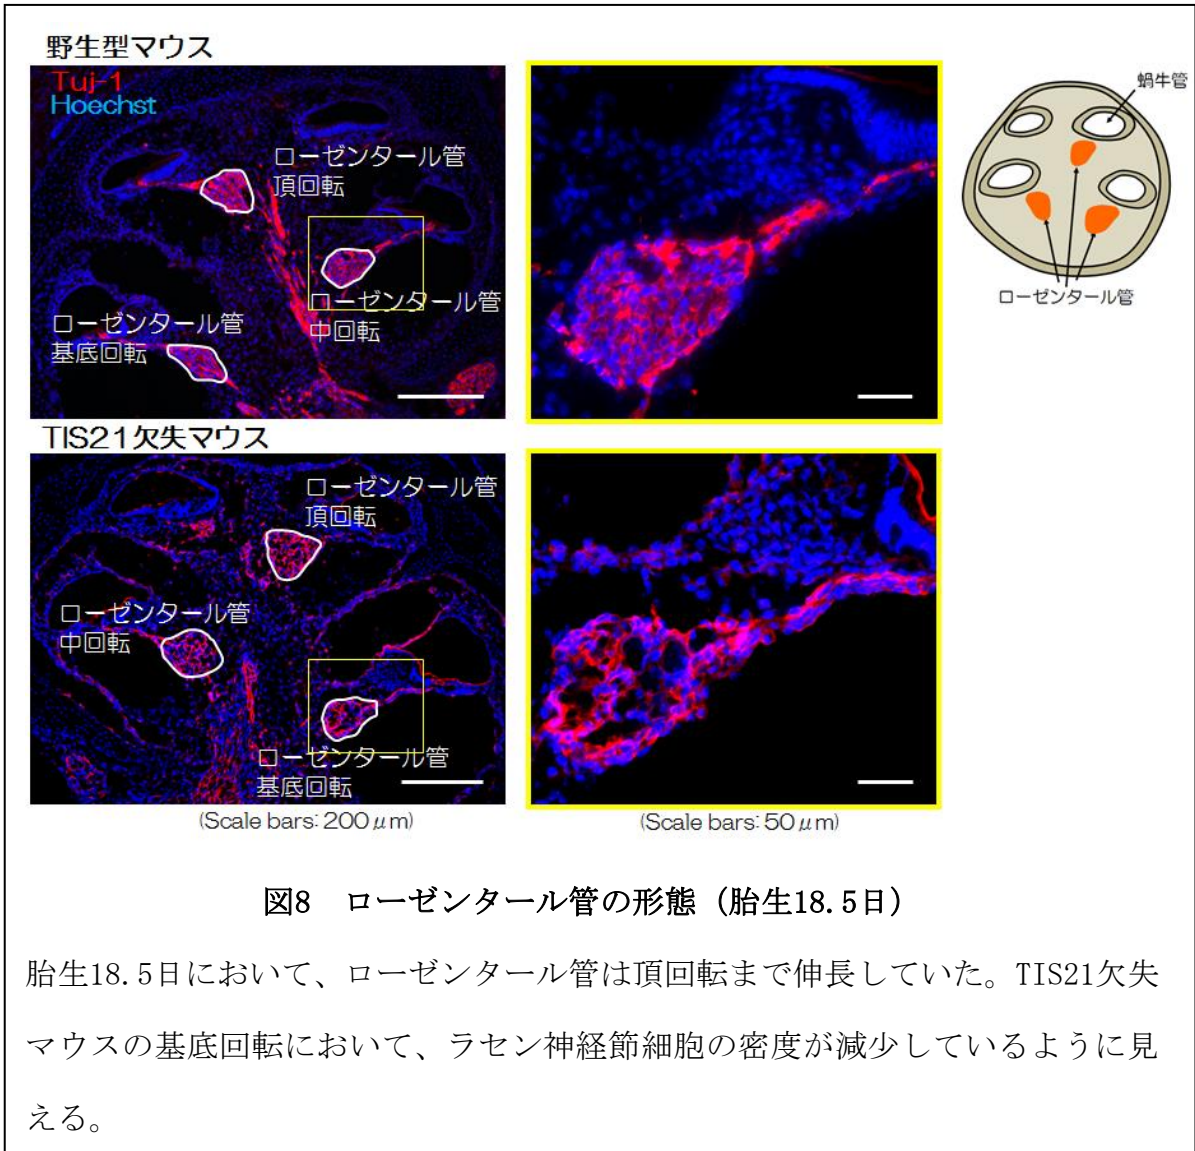 野生型マウス
Tuj-1
Hoechst
ローゼンタール管
頂回転
ローゼンタール管
中回転
ローゼンタール管
基底回転
蝸牛管
ローゼンタール管
TIS21欠失マウス
ローゼンタール管
頂回転
ローゼンタール管
中回転
ローゼンタール管
基底回転
(Scale bars: 200μm)
(Scale bars: 50μm)
図8　ローゼンタール管の形態（胎生18.5日）
胎生18.5日において、ローゼンタール管は頂回転まで伸長していた。TIS21欠失
マウスの基底回転において、ラセン神経節細胞の密度が減少しているように見
える。